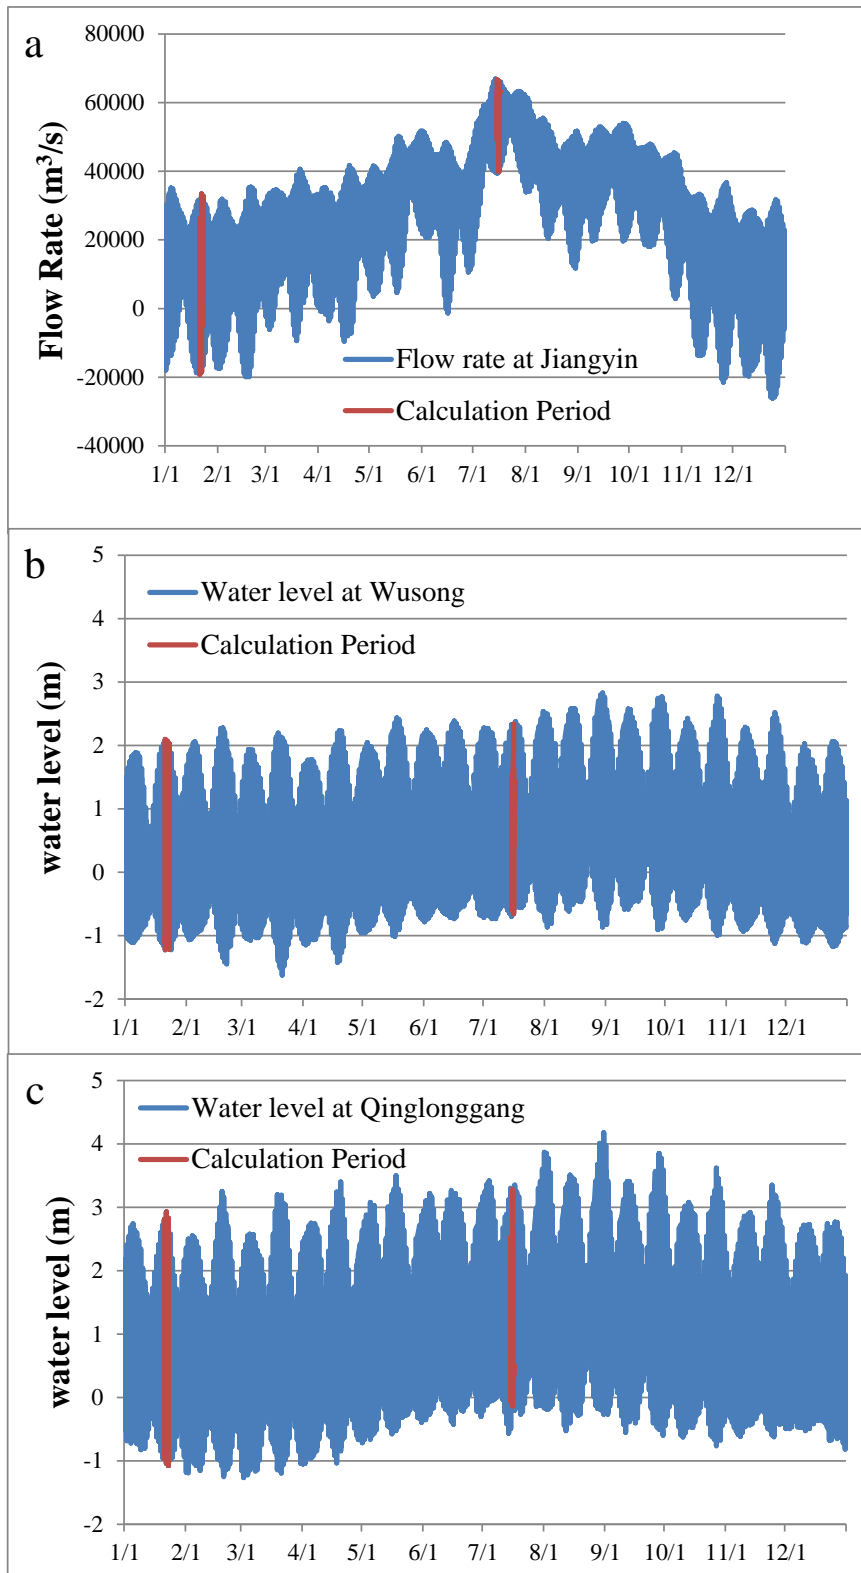 a
80000
60000
40000
20000
0
-20000
-40000
Flow Rate (m³/s)
Flow rate at Jiangyin
Calculation Period
1/1 2/1 3/1 4/1 5/1 6/1 7/1 8/1 9/1 10/1 11/1 12/1
b
5
4
3
2
1
0
-1
-2
water level (m)
Water level at Wusong
Calculation Period
1/1 2/1 3/1 4/1 5/1 6/1 7/1 8/1 9/1 10/1 11/1 12/1
c
5
4
3
2
1
0
-1
-2
water level (m)
Water level at Qinglonggang
Calculation Period
1/1 2/1 3/1 4/1 5/1 6/1 7/1 8/1 9/1 10/1 11/1 12/1